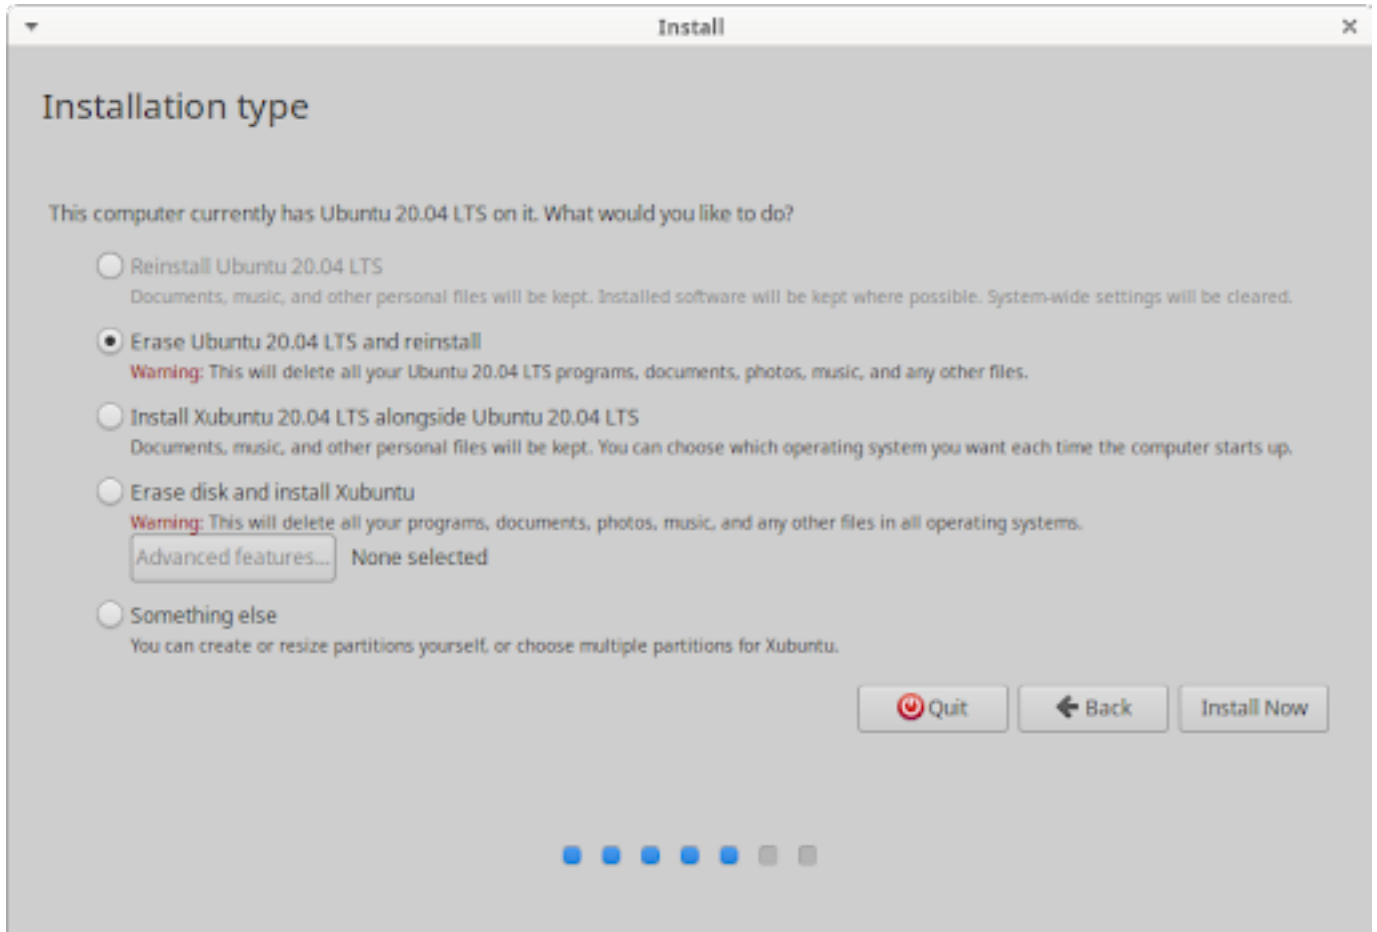 Install
Installation type
This computer currently has Ubuntu 20.04 LTS on it. What would you like to do?
Reinstall Ubuntu 20.04 LTS
Documents, music, and other personal files will be kept. Installed software will be kept where possible. System-wide settings will be cleared.
Erase Ubuntu 20.04 LTS and reinstall
Warning: This will delete all your Ubuntu 20.04 LTS programs, documents, photos, music, and any other files.
Install Xubuntu 20.04 LTS alongside Ubuntu 20.04 LTS
Documents, music, and other personal files will be kept. You can choose which operating system you want each time the computer starts up.
Erase disk and install Xubuntu
Warning: This will delete all your programs, documents, photos, music, and any other files in all operating systems.
Advanced features... None selected
Something else
You can create or resize partitions yourself, or choose multiple partitions for Xubuntu.
Quit Back Install Now